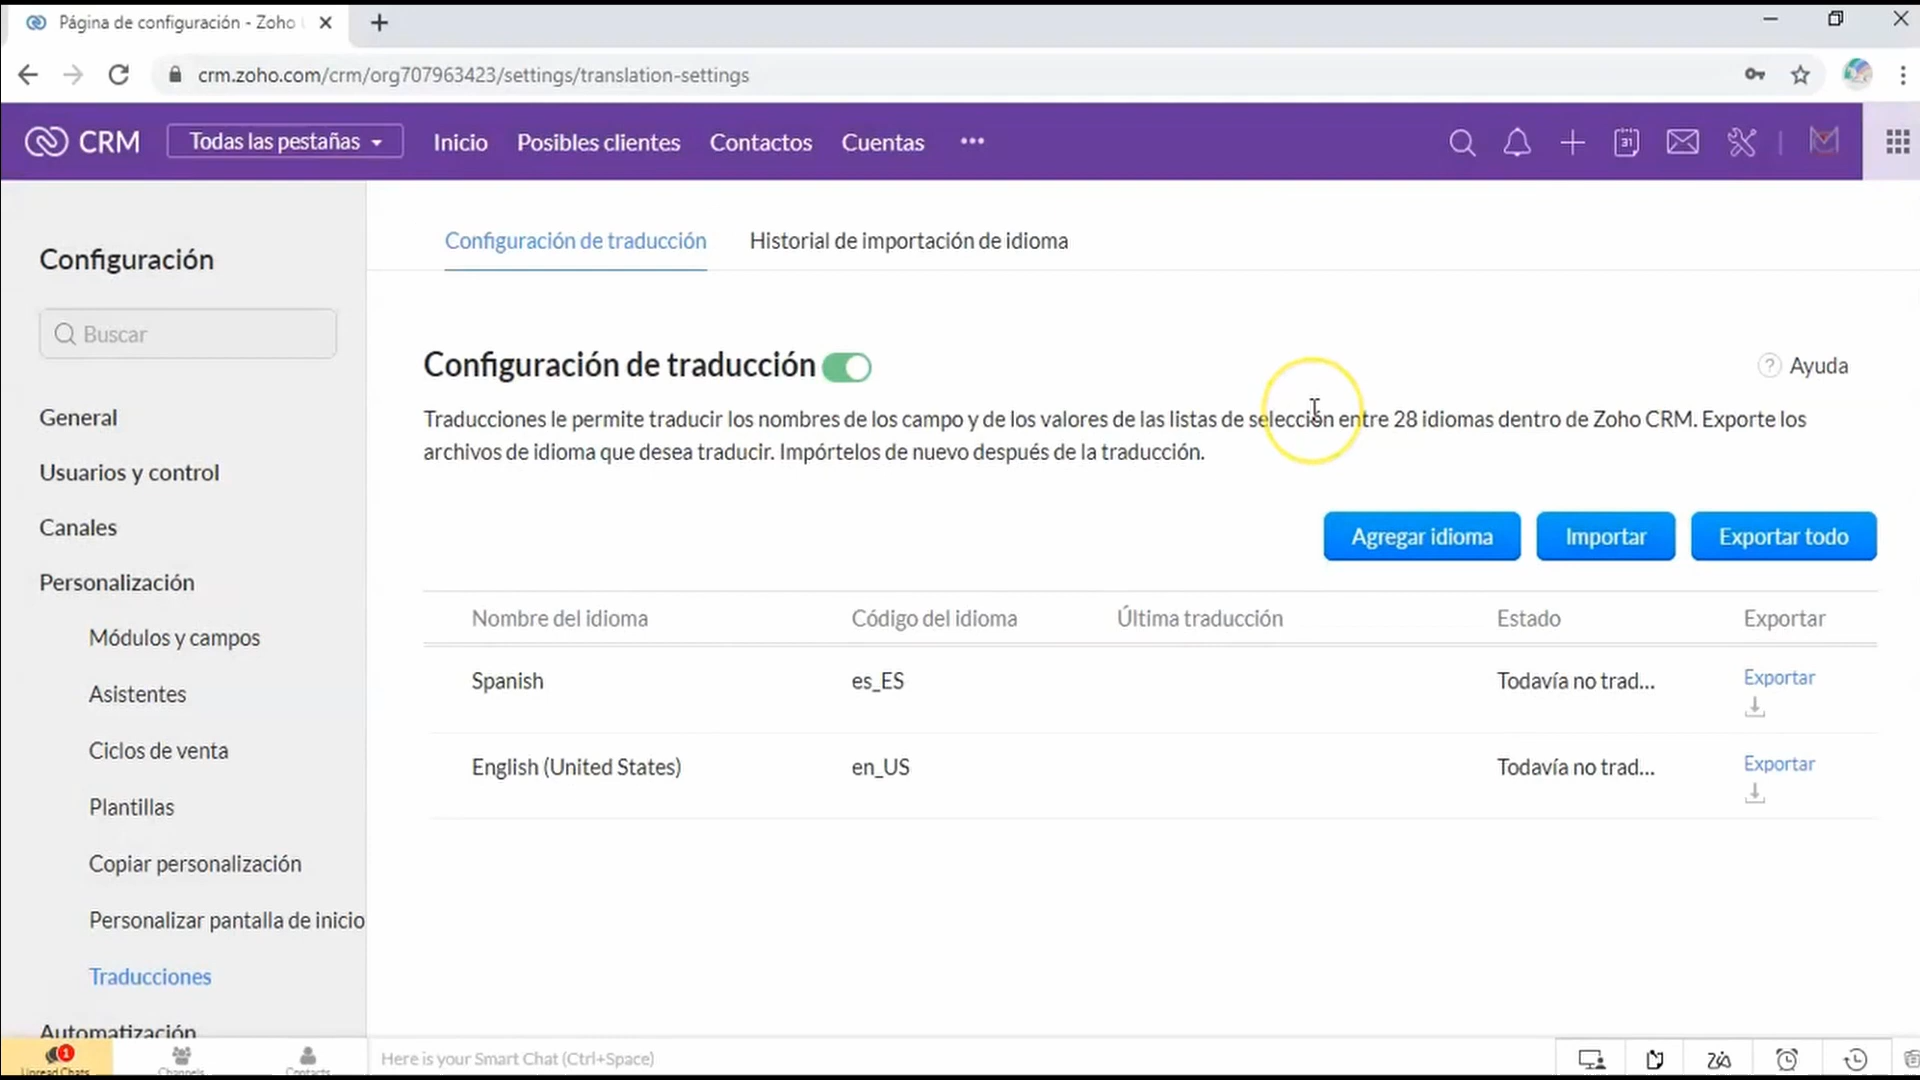 Página de configuración - Zoho
crm.zoho.com/crm/org707963423/settings/translation-settings
CRM
Todas las pestañas
Inicio
Posibles clientes
Contactos
Cuentas
31
Configuración
Buscar
General
Usuarios y control
Canales
Personalización
Módulos y campos
Asistentes
Ciclos de venta
Plantillas
Copiar personalización
Personalizar pantalla de inicio
Traducciones
Automatización
Configuración de traducción
Historial de importación de idioma
Configuración de traducción
? Ayuda
Traducciones le permite traducir los nombres de los campo y de los valores de las listas de selección entre 28 idiomas dentro de Zoho CRM. Exporte los
archivos de idioma que desea traducir. Impórtelos de nuevo después de la traducción.
Agregar idioma
Importar
Exportar todo
Nombre del idioma Código del idioma Última traducción Estado Exportar
Spanish es_ES Todavía no trad... Exportar
English (United States) en_US Todavía no trad... Exportar
1
Unread Chats
Channels
Contacts
Here is your Smart Chat (Ctrl+Space)